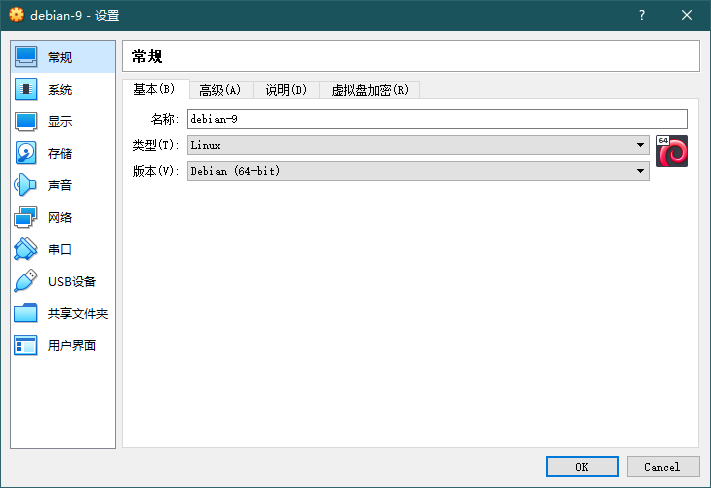 debian-9 - 设置
?
常规
系统
显示
存储
声音
网络
串口
USB设备
共享文件夹
用户界面
常规
基本(B) 高级(A) 说明(D) 虚拟盘加密(R)
名称: debian-9
类型(T): Linux
版本(V): Debian (64-bit)
64
OK Cancel